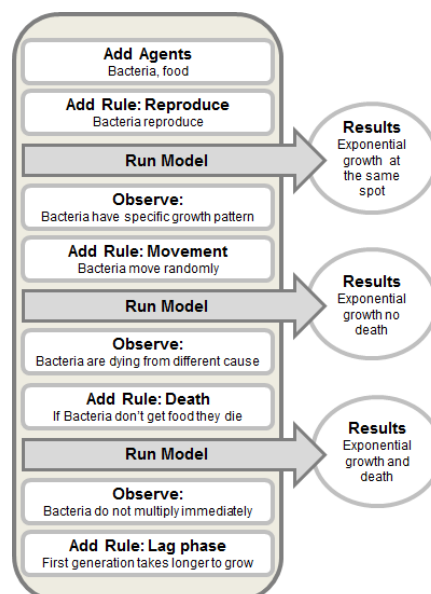 Add Agents
Bacteria, food
Add Rule: Reproduce
Bacteria reproduce
Run Model
Results
Exponential
growth at
the same
spot
Observe:
Bacteria have specific growth pattern
Add Rule: Movement
Bacteria move randomly
Run Model
Results
Exponential
growth no
death
Observe:
Bacteria are dying from different cause
Add Rule: Death
If Bacteria don't get food they die
Run Model
Results
Exponential
growth and
death
Observe:
Bacteria do not multiply immediately
Add Rule: Lag phase
First generation takes longer to grow